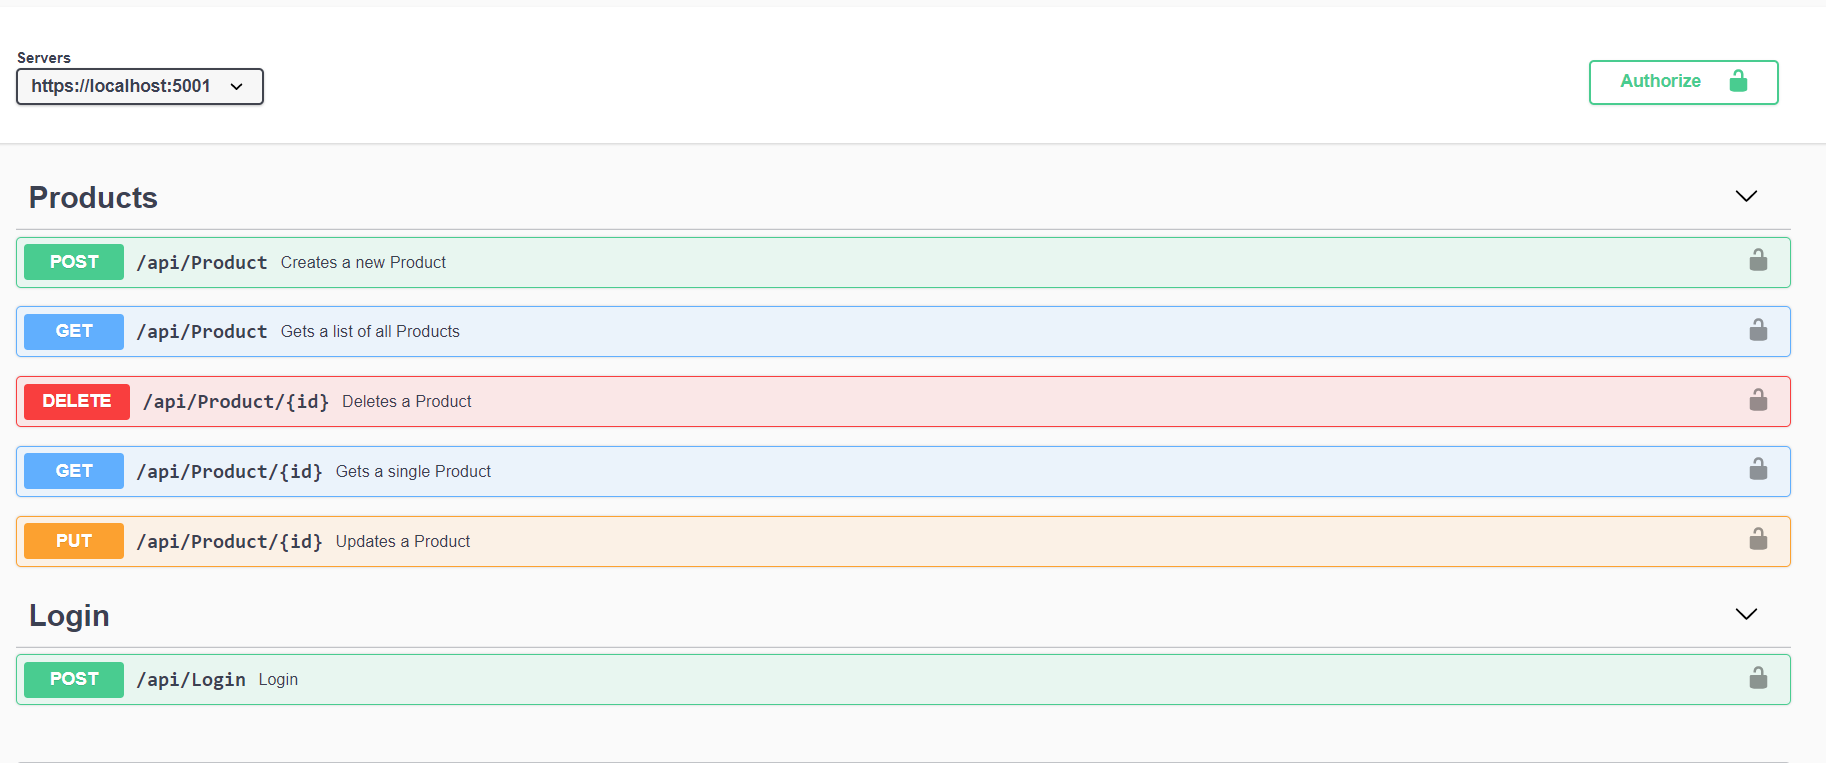 Servers
https://localhost:5001
Authorize
Products
POST /api/Product Creates a new Product
GET /api/Product Gets a list of all Products
DELETE /api/Product/{id} Deletes a Product
GET /api/Product/{id} Gets a single Product
PUT /api/Product/{id} Updates a Product
Login
POST /api/Login Login